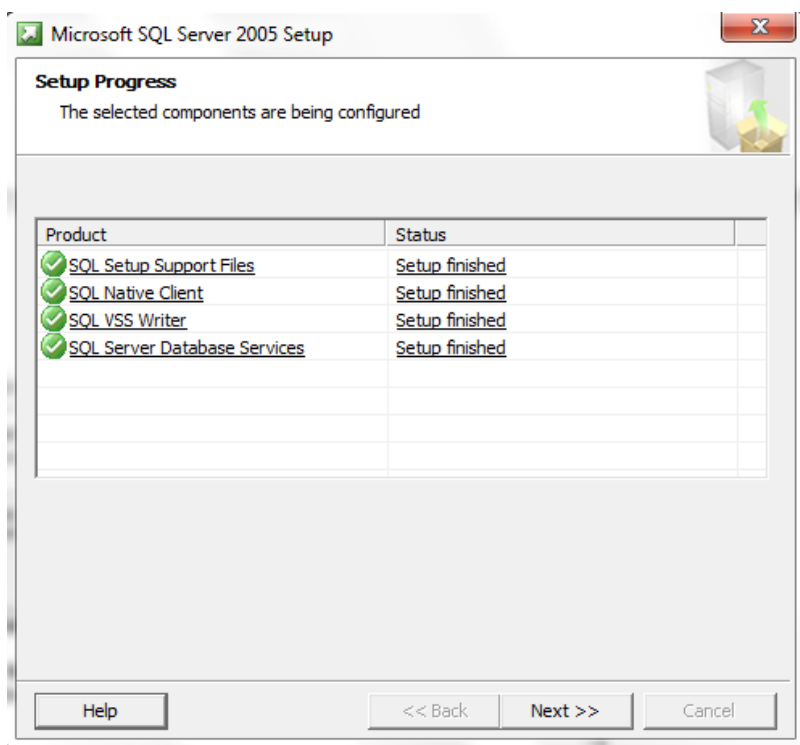 Microsoft SQL Server 2005 Setup
Setup Progress
The selected components are being configured
Product Status
SQL Setup Support Files Setup finished
SQL Native Client Setup finished
SQL VSS Writer Setup finished
SQL Server Database Services Setup finished
Help << Back Next >> Cancel